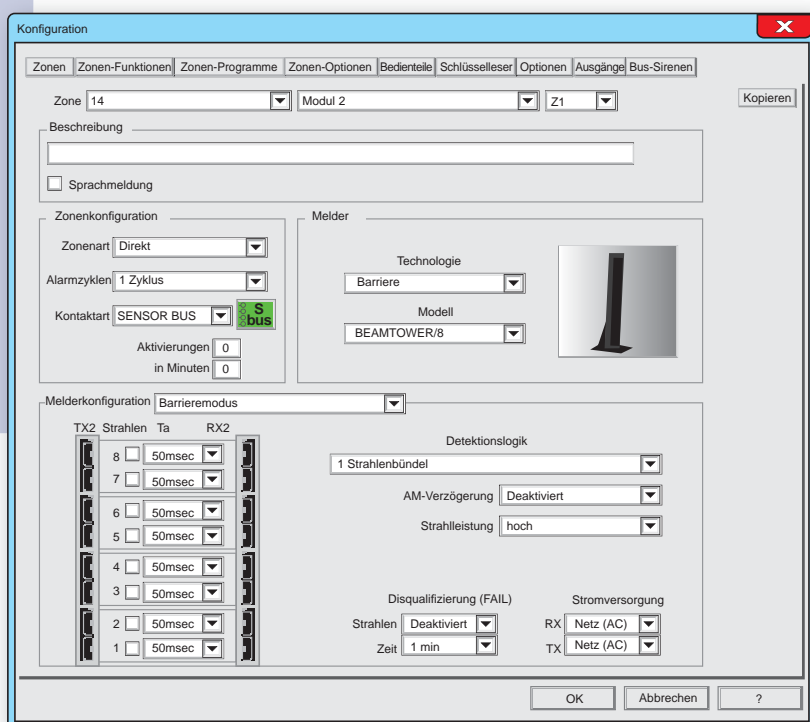 Konfiguration
Zonen Zonen-Funktionen Zonen-Programme Zonen-Optionen Bedienteile Schlüsselleser Optionen Ausgänge Bus-Sirenen
Zone 14 Modul 2 Z1 Kopieren
Beschreibung
Sprachmeldung
Zonenkonfiguration
Zonenart Direkt
Alarmzyklen 1 Zyklus
Kontaktart SENSOR BUS S bus
Aktivierungen 0
in Minuten 0
Melder
Technologie
Barriere
Modell
BEAMTOWER/8
Melderkonfiguration Barrieremodus
TX2 Strahlen Ta RX2
8 50msec
7 50msec
6 50msec
5 50msec
4 50msec
3 50msec
2 50msec
1 50msec
Detektionslogik
1 Strahlenbündel
AM-Verzögerung Deaktiviert
Strahlleistung hoch
Disqualifizierung (FAIL)
Strahlen Deaktiviert
Zeit 1 min
Stromversorgung
RX Netz (AC)
TX Netz (AC)
OK Abbrechen ?